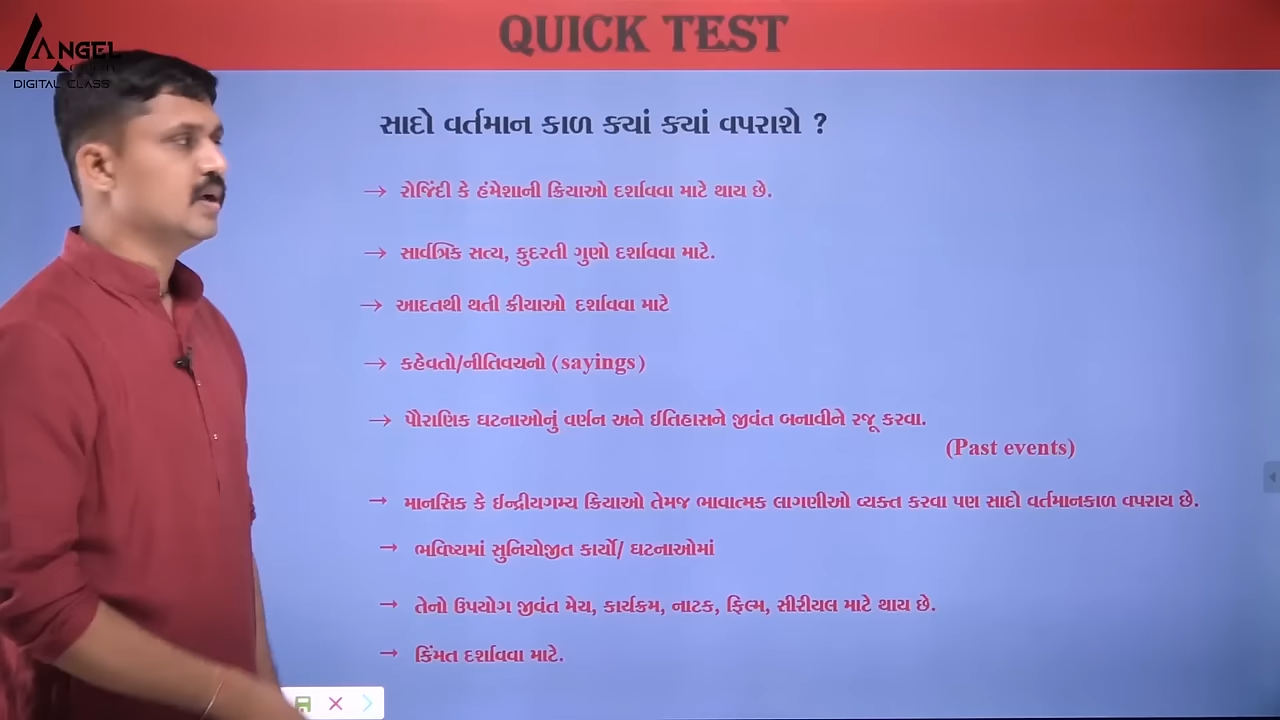 ANGEL
DIGITAL CLASS
QUICK TEST
સાદો વર્તમાન કાળ ક્યાં ક્યાં વપરાશે ?
→ રોજિંદી કે હંમેશાની ક્રિયાઓ દર્શાવવા માટે થાય છે.
→ સાર્વત્રિક સત્ય, કુદરતી ગુણો દર્શાવવા માટે.
→ આદતથી થતી ક્રીયાઓ દર્શાવવા માટે
→ કહેવતો/નીતિવચનો (sayings)
→ પૌરાણિક ઘટનાઓનું વર્ણન અને ઈતિહાસને જીવંત બનાવીને રજૂ કરવા.
(Past events)
→ માનસિક કે ઈન્દ્રીયગમ્ય ક્રિયાઓ તેમજ ભાવાત્મક લાગણીઓ વ્યક્ત કરવા પણ સાદો વર્તમાનકાળ વપરાય છે.
→ ભવિષ્યમાં સુનિયોજીત કાર્યો/ ઘટનાઓમાં
→ તેનો ઉપયોગ જીવંત મેચ, કાર્યક્રમ, નાટક, ફિલ્મ, સીરીયલ માટે થાય છે.
→ કિંમત દર્શાવવા માટે.